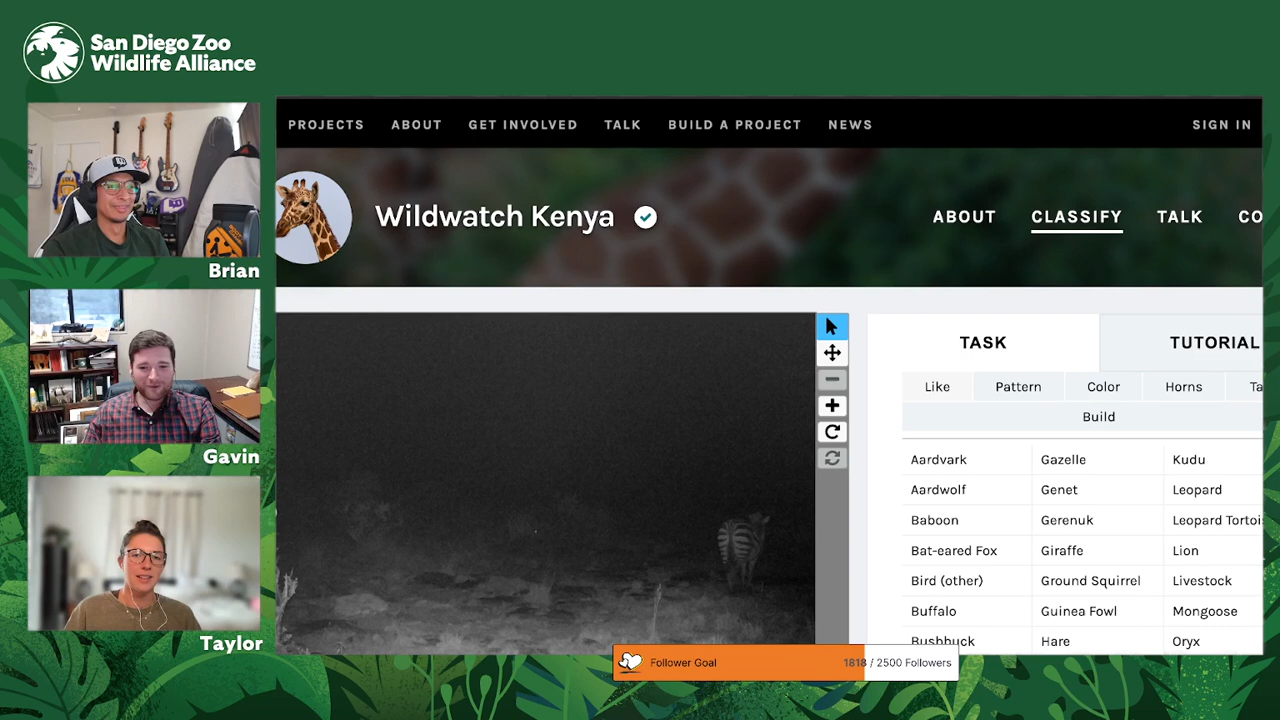 San Diego Zoo
Wildlife Alliance
Brian
Gavin
Taylor
PROJECTS ABOUT GET INVOLVED TALK BUILD A PROJECT NEWS SIGN IN
Wildwatch Kenya
ABOUT CLASSIFY TALK CO
TASK TUTORIAL
Like Pattern Color Horns Ta
Build
Aardvark Gazelle Kudu
Aardwolf Genet Leopard
Baboon Gerenuk Leopard Tortoi
Bat-eared Fox Giraffe Lion
Bird (other) Ground Squirrel Livestock
Buffalo Guinea Fowl Mongoose
Bushbuck Hare Oryx
Follower Goal 1818 / 2500 Followers